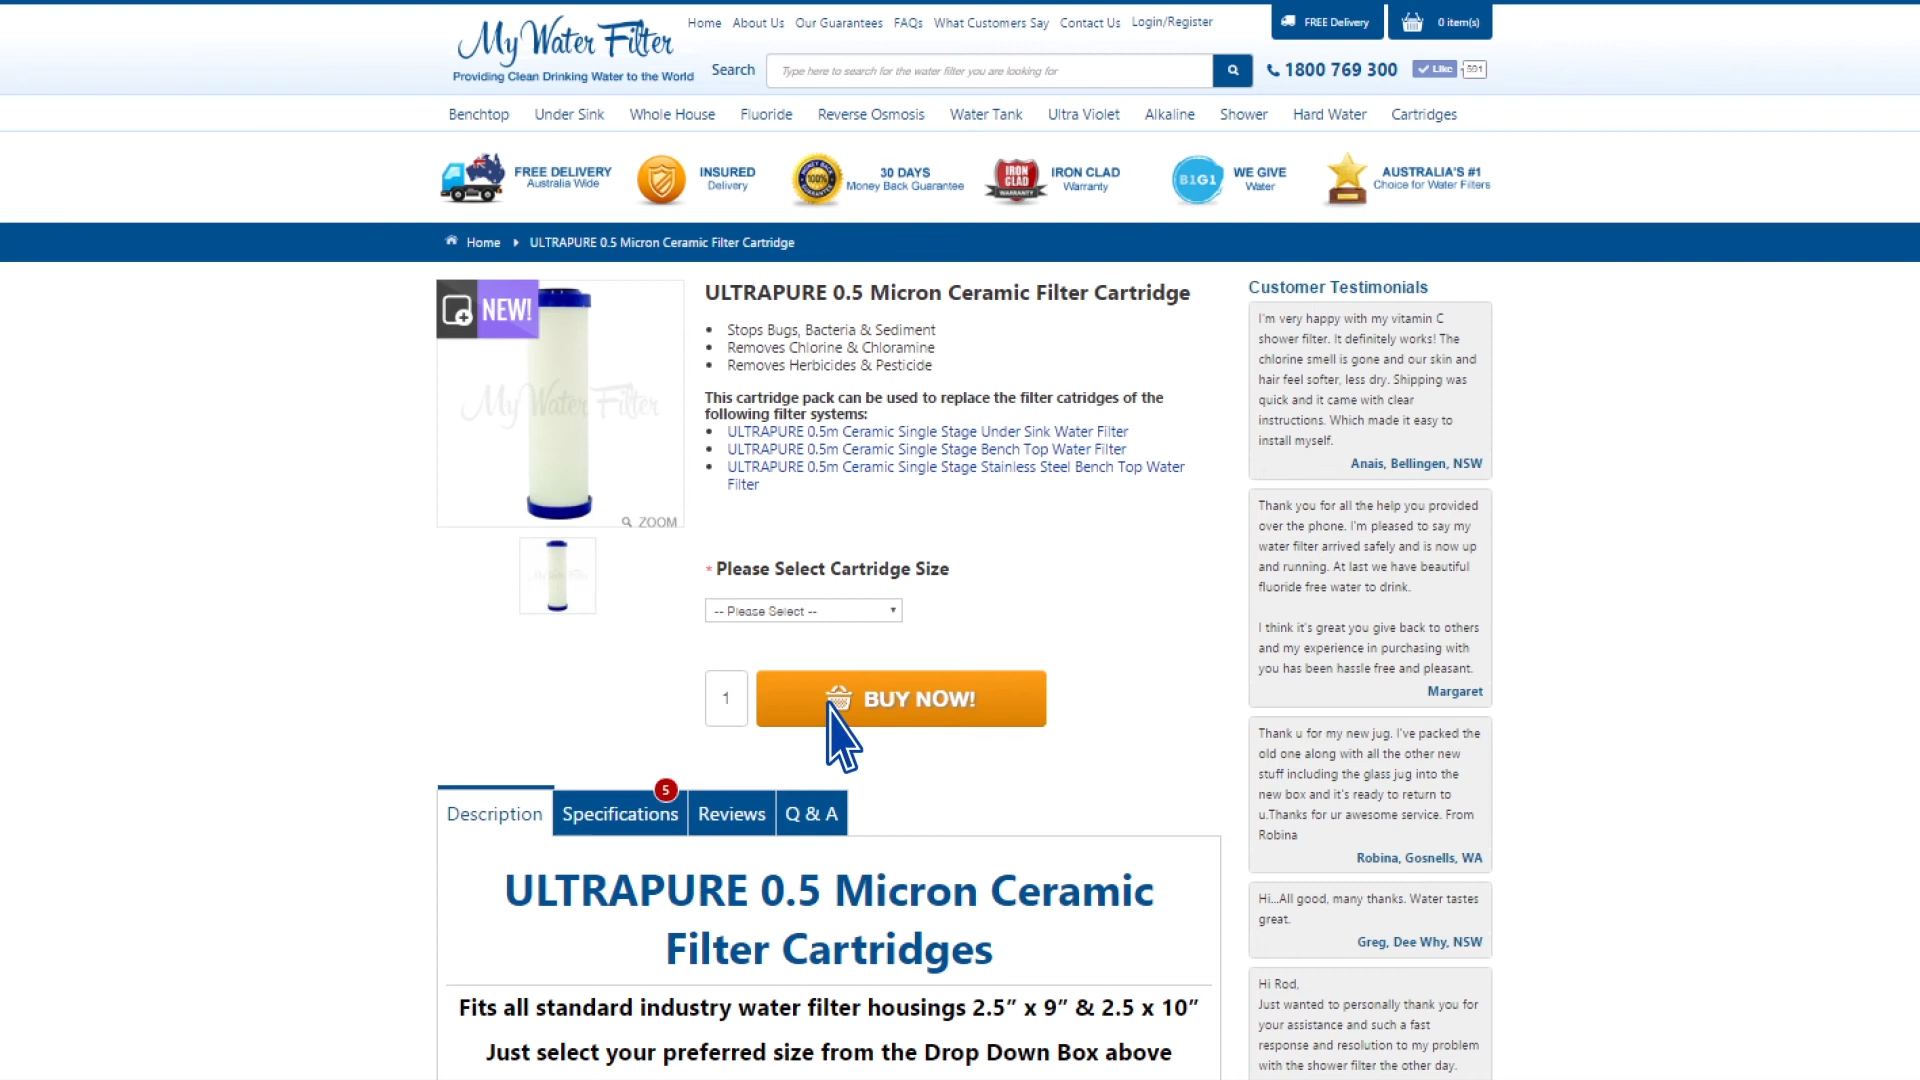 My Water Filter
Providing Clean Drinking Water to the World
Home About Us Our Guarantees FAQs What Customers Say Contact Us Login/Register
FREE Delivery
0 item(s)
Search
Type here to search for the water filter you are looking for
1800 769 300
Like
591
Benchtop Under Sink Whole House Fluoride Reverse Osmosis Water Tank Ultra Violet Alkaline Shower Hard Water Cartridges
FREE DELIVERY
Australia Wide
INSURED
Delivery
MONEY BACK
100%
GUARANTEE
30 DAYS
Money Back Guarantee
IRON
CLAD
WARRANTY
IRON CLAD
Warranty
B1G1
WE GIVE
Water
AUSTRALIA'S #1
Choice for Water Filters
Home ULTRAPURE 0.5 Micron Ceramic Filter Cartridge
NEW!
My Water Filter
ZOOM
My Water Filter
ULTRAPURE 0.5 Micron Ceramic Filter Cartridge
Stops Bugs, Bacteria & Sediment
Removes Chlorine & Chloramine
Removes Herbicides & Pesticide
This cartridge pack can be used to replace the filter catridges of the
following filter systems:
ULTRAPURE 0.5m Ceramic Single Stage Under Sink Water Filter
ULTRAPURE 0.5m Ceramic Single Stage Bench Top Water Filter
ULTRAPURE 0.5m Ceramic Single Stage Stainless Steel Bench Top Water
Filter
* Please Select Cartridge Size
-- Please Select --
1
BUY NOW!
Description
Specifications
5
Reviews
Q & A
ULTRAPURE 0.5 Micron Ceramic
Filter Cartridges
Fits all standard industry water filter housings 2.5” x 9” & 2.5 x 10”
Just select your preferred size from the Drop Down Box above
Customer Testimonials
I'm very happy with my vitamin C
shower filter. It definitely works! The
chlorine smell is gone and our skin and
hair feel softer, less dry. Shipping was
quick and it came with clear
instructions. Which made it easy to
install myself.
Anais, Bellingen, NSW
Thank you for all the help you provided
over the phone. I'm pleased to say my
water filter arrived safely and is now up
and running. At last we have beautiful
fluoride free water to drink.
I think it's great you give back to others
and my experience in purchasing with
you has been hassle free and pleasant.
Margaret
Thank u for my new jug. I've packed the
old one along with all the other new
stuff including the glass jug into the
new box and it's ready to return to
u.Thanks for ur awesome service. From
Robina
Robina, Gosnells, WA
Hi...All good, many thanks. Water tastes
great.
Greg, Dee Why, NSW
Hi Rod,
Just wanted to personally thank you for
your assistance and such a fast
response and resolution to my problem
with the shower filter the other day.